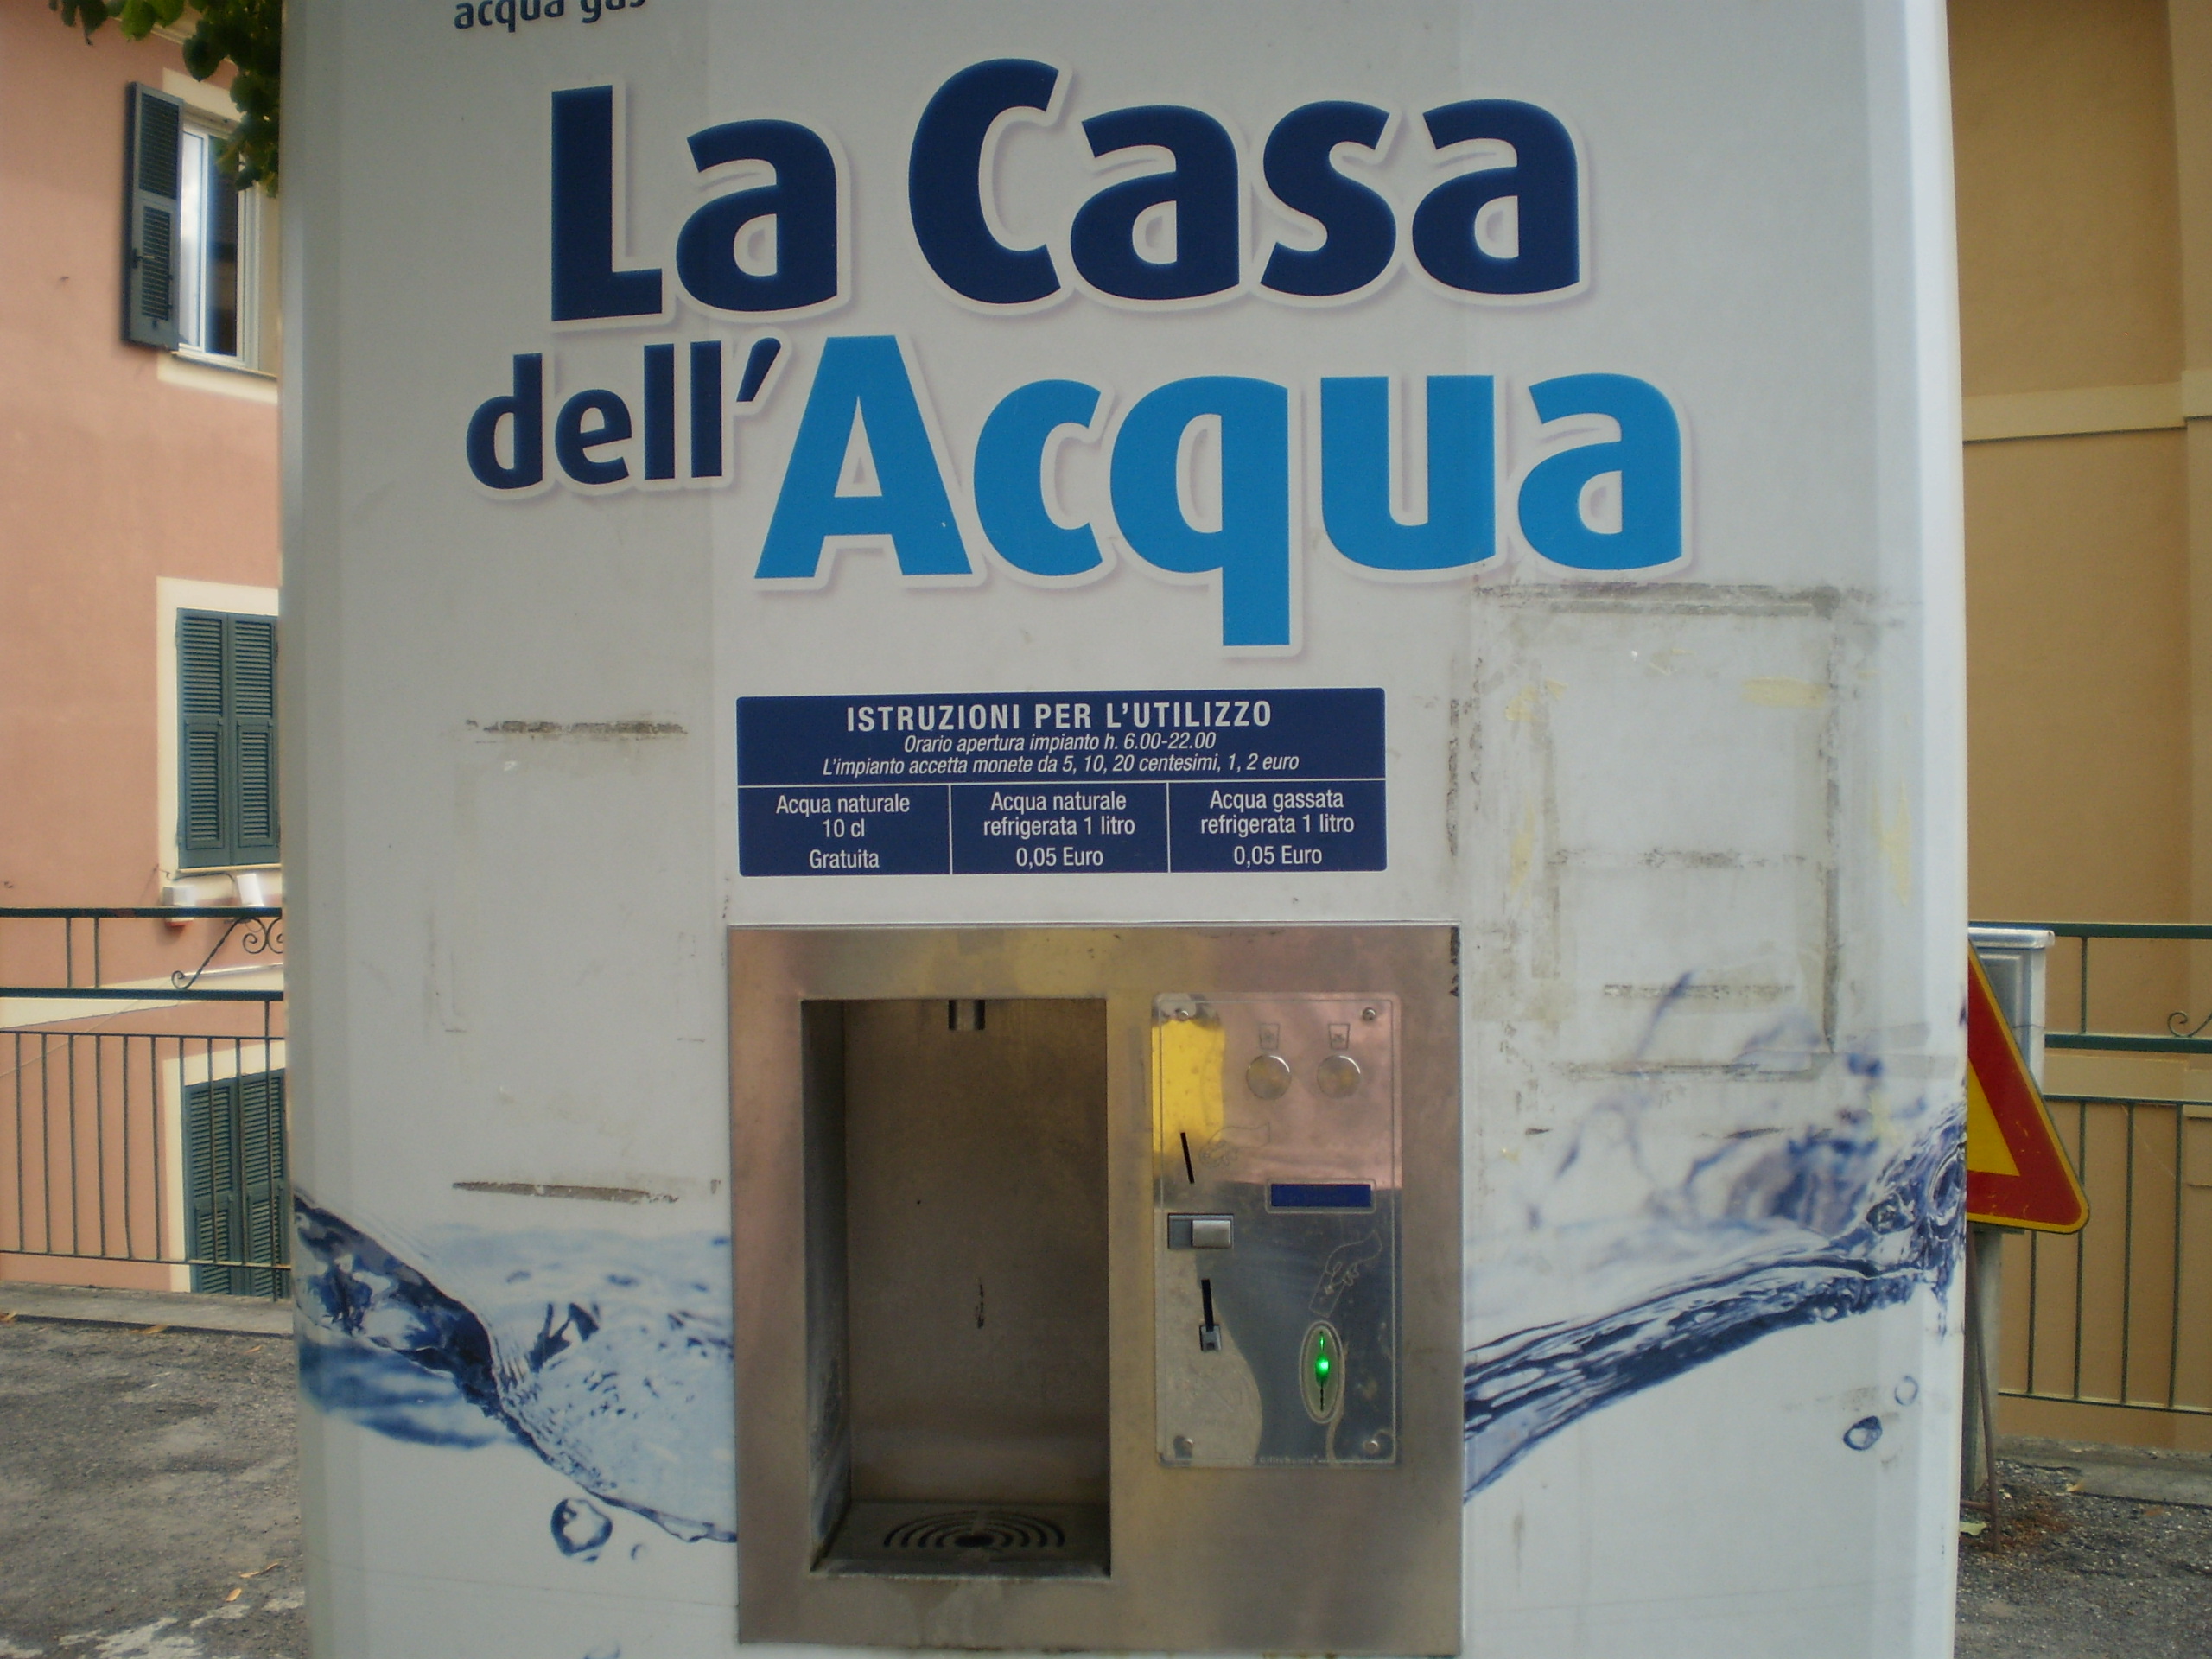 acqua gas
La Casa
dell'Acqua
ISTRUZIONI PER L'UTILIZZO
Orario apertura impianto h. 6.00-22.00
L'impianto accetta monete da 5, 10, 20 centesimi, 1, 2 euro
Acqua naturale
10 cl
Gratuita
Acqua naturale
refrigerata 1 litro
0,05 Euro
Acqua gassata
refrigerata 1 litro
0,05 Euro